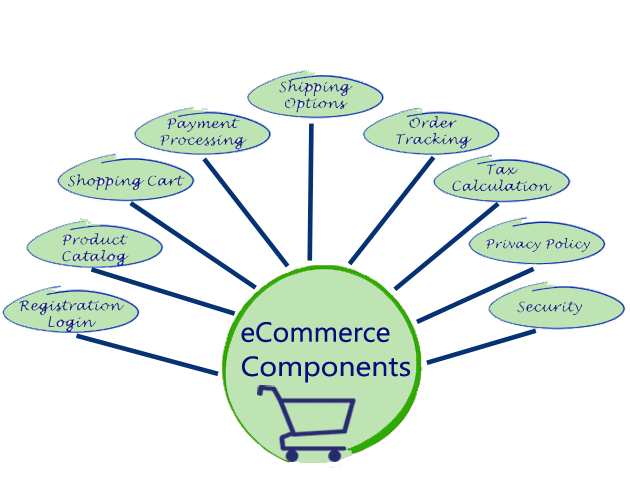 Shipping
Options
Payment
Processing
Order
Tracking
Shopping Cart
Tax
Calculation
Product
Catalog
Privacy Policy
Registration
Login
Security
eCommerce
Components